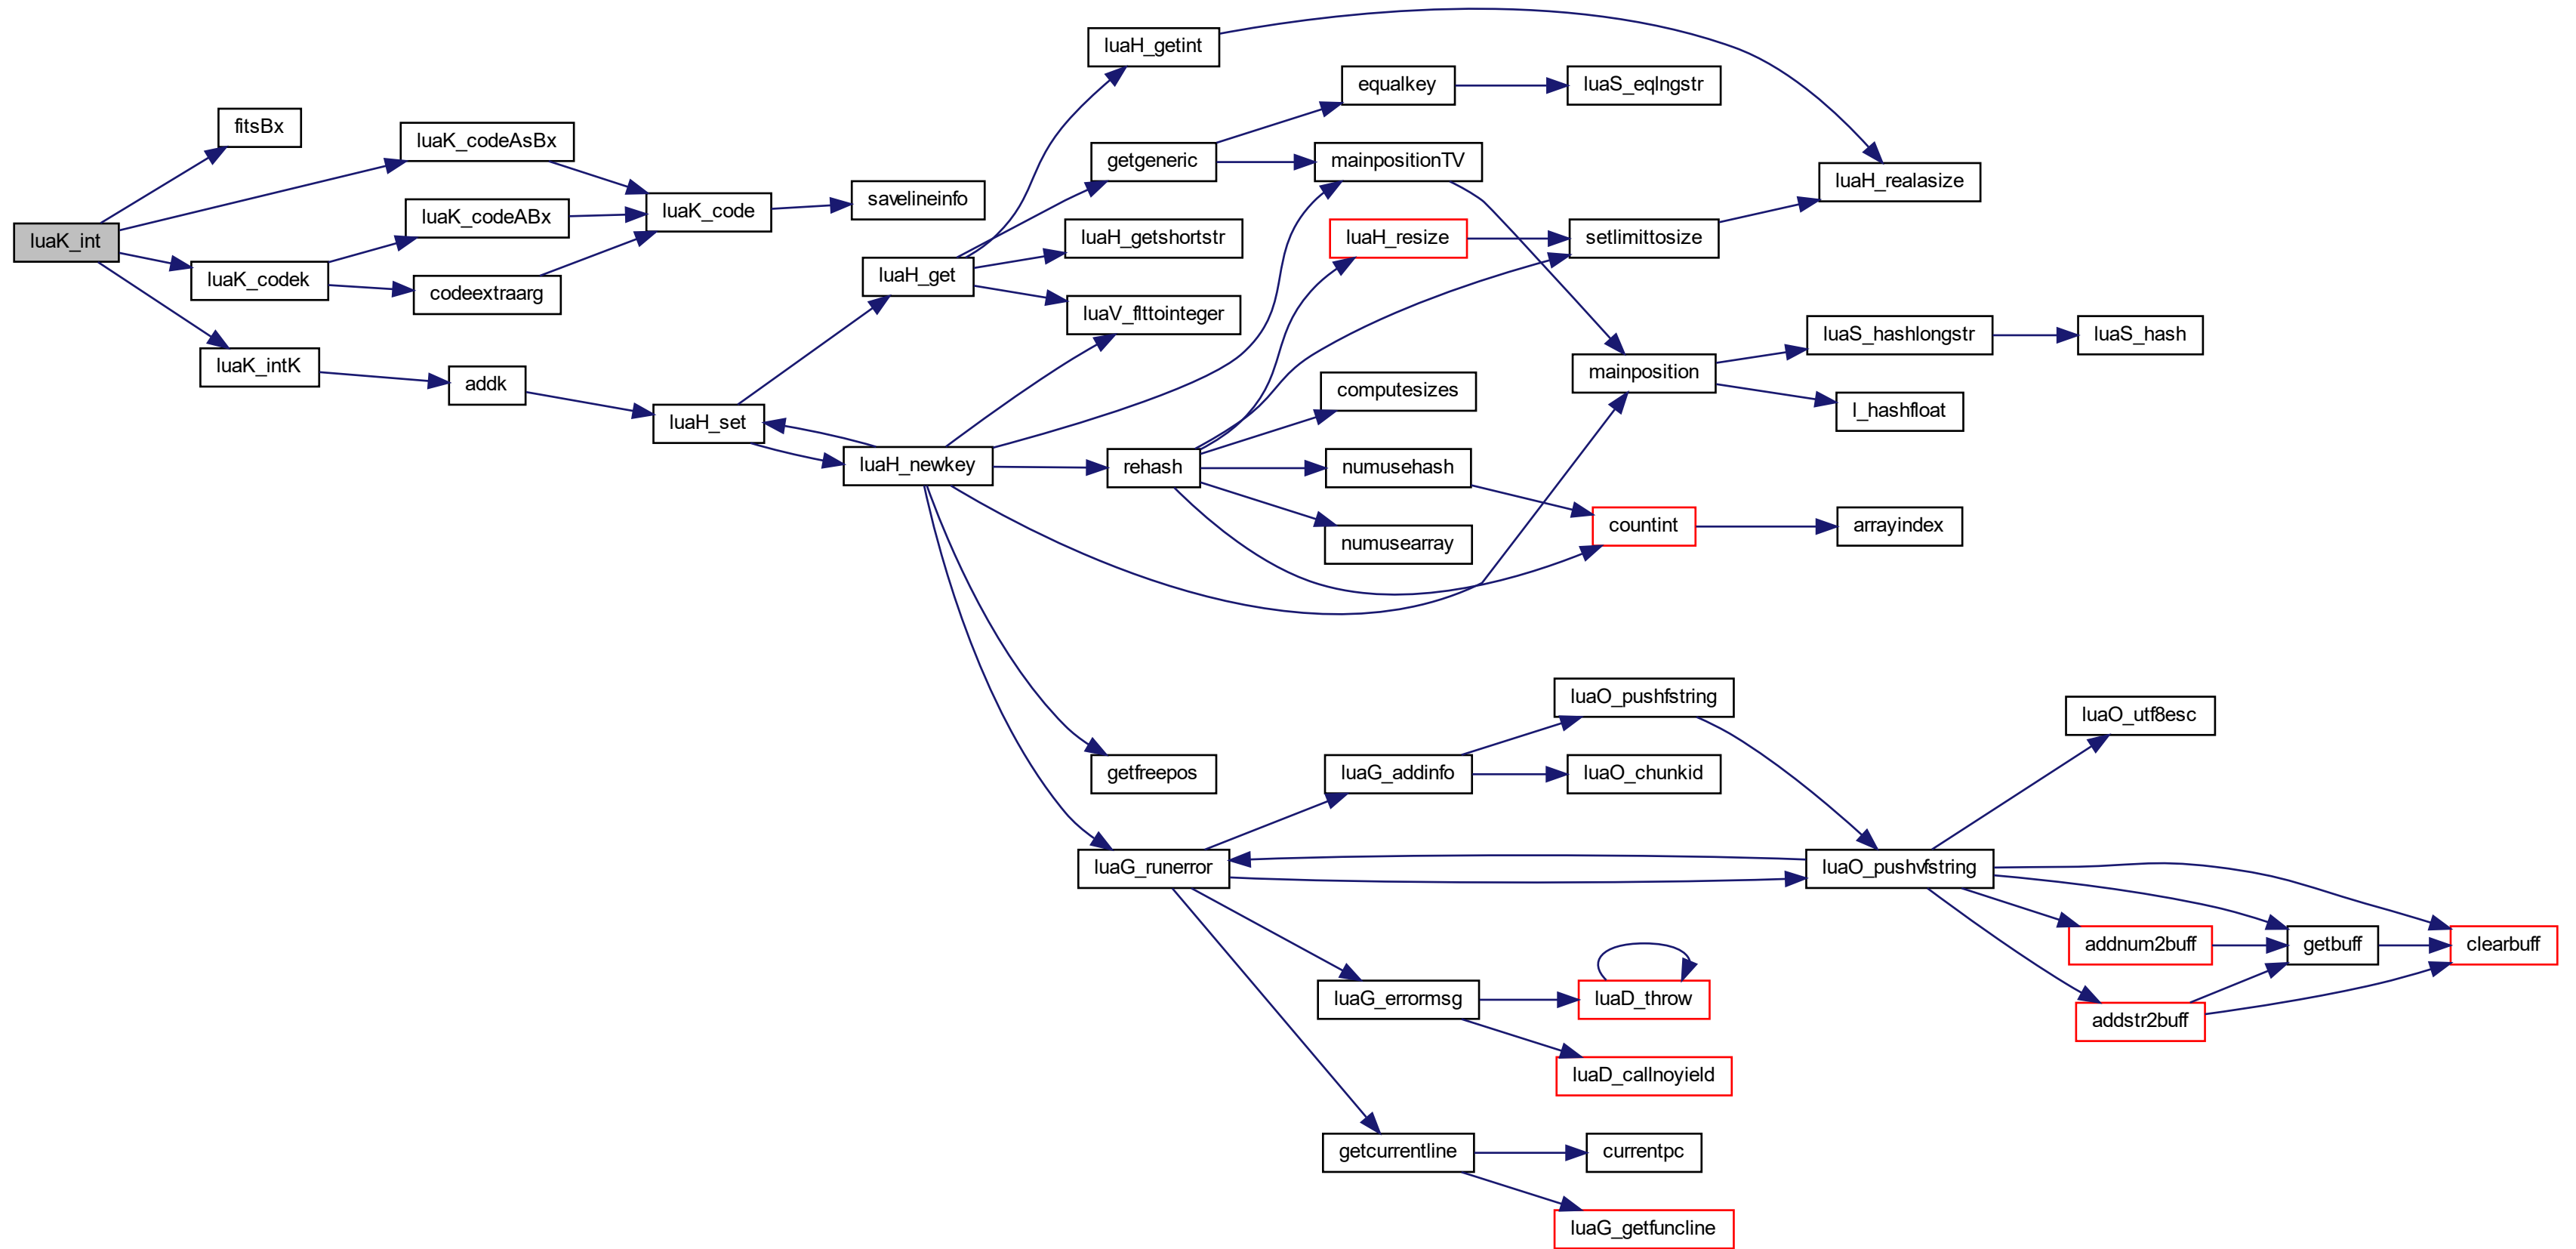 luaK_int
fitsBx
luaK_codeAsBx
luaK_codeABx
luaK_codek
codeextraarg
luaK_intK
luaK_code
savelineinfo
addk
luaH_set
luaH_get
luaH_newkey
luaH_getint
getgeneric
luaH_getshortstr
luaV_flttointeger
equalkey
luaS_eqlngstr
mainpositionTV
luaH_resize
setlimittosize
luaH_realasize
mainposition
luaS_hashlongstr
luaS_hash
l_hashfloat
rehash
computesizes
numusehash
numusearray
countint
arrayindex
getfreepos
luaG_runerror
luaG_addinfo
luaO_pushfstring
luaO_chunkid
luaO_pushvfstring
luaO_utf8esc
addnum2buff
addstr2buff
getbuff
clearbuff
luaG_errormsg
luaD_throw
luaD_callnoyield
getcurrentline
currentpc
luaG_getfuncline